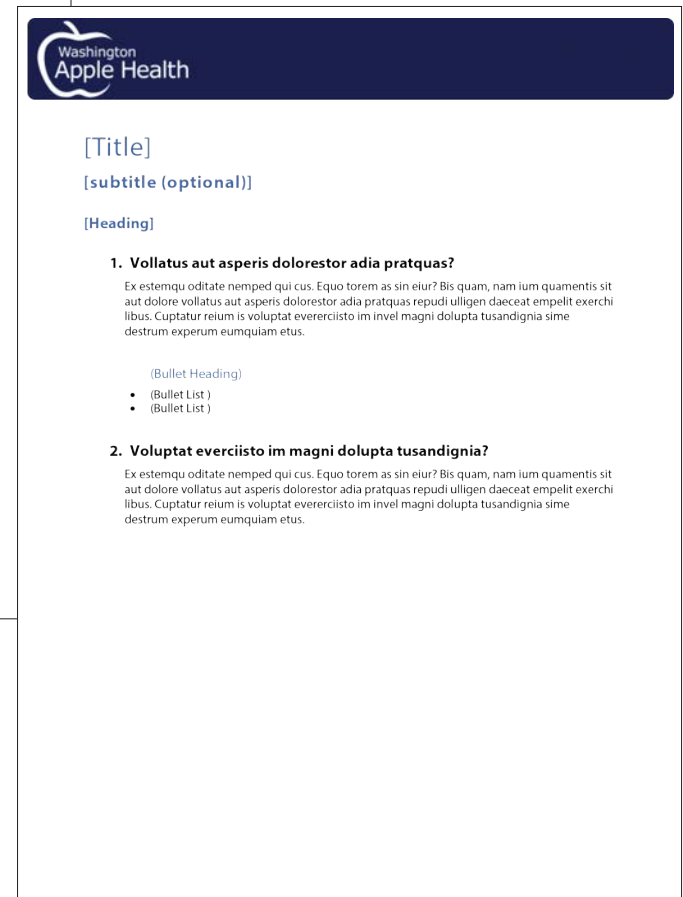 Washington
Apple Health
[Title]
[subtitle (optional)]
[Heading]
1. Vollatus aut asperis dolorestor adia pratquas?
Ex estemqu oditate nemped qui cus. Equo torem as sin eiur? Bis quam, nam ium quamentis sit
aut dolore vollatus aut asperis dolorestor adia pratquas repudi ulligen daeceat empelit exerchi
libus. Cuptatur reium is voluptat evererciisto im invel magni dolupta tusandignia sime
destrum experum eumquiam etus.
(Bullet Heading)
• (Bullet List )
• (Bullet List )
2. Voluptat everciisto im magni dolupta tusandignia?
Ex estemqu oditate nemped qui cus. Equo torem as sin eiur? Bis quam, nam ium quamentis sit
aut dolore vollatus aut asperis dolorestor adia pratquas repudi ulligen daeceat empelit exerchi
libus. Cuptatur reium is voluptat evererciisto im invel magni dolupta tusandignia sime
destrum experum eumquiam etus.